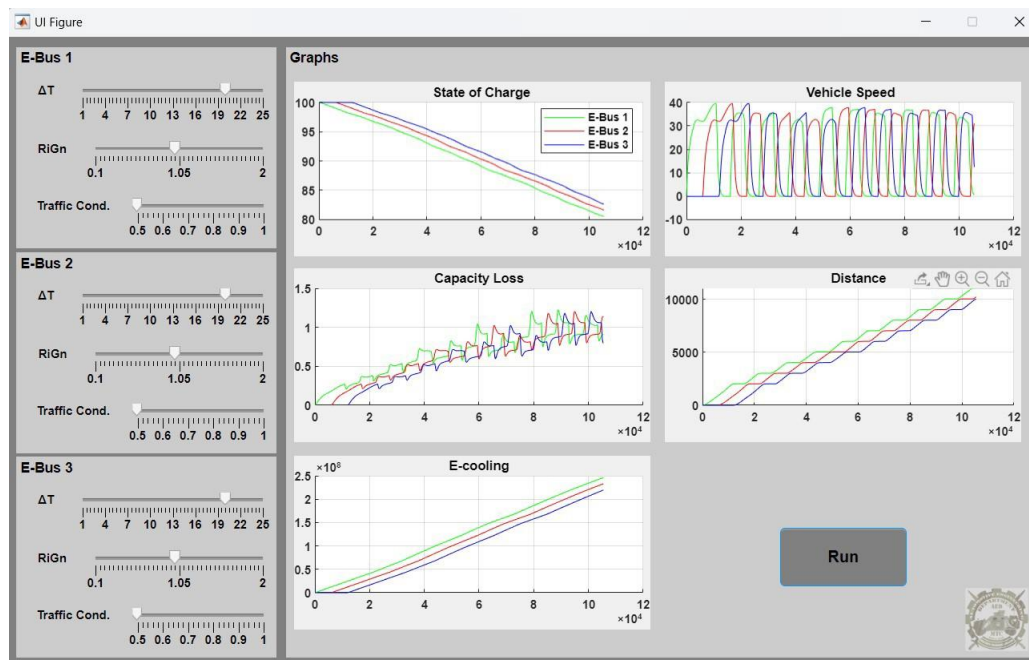 UI Figure
E-Bus 1
ΔT
1 4 7 10 13 16 19 22 25
RiGn
0.1 1.05 2
Traffic Cond.
0.5 0.6 0.7 0.8 0.9 1
E-Bus 2
ΔT
1 4 7 10 13 16 19 22 25
RiGn
0.1 1.05 2
Traffic Cond.
0.5 0.6 0.7 0.8 0.9 1
E-Bus 3
ΔT
1 4 7 10 13 16 19 22 25
RiGn
0.1 1.05 2
Traffic Cond.
0.5 0.6 0.7 0.8 0.9 1
Graphs
State of Charge
100
95
90
85
80
0 2 4 6 8 10 12
×10⁴
E-Bus 1
E-Bus 2
E-Bus 3
Vehicle Speed
40
30
20
10
0
-10
0 2 4 6 8 10 12
×10⁴
Capacity Loss
1.5
1
0.5
0
0 2 4 6 8 10 12
×10⁴
Distance
10000
5000
0
0 2 4 6 8 10 12
×10⁴
E-cooling
×10⁸
2.5
2
1.5
1
0.5
0
0 2 4 6 8 10 12
×10⁴
Run